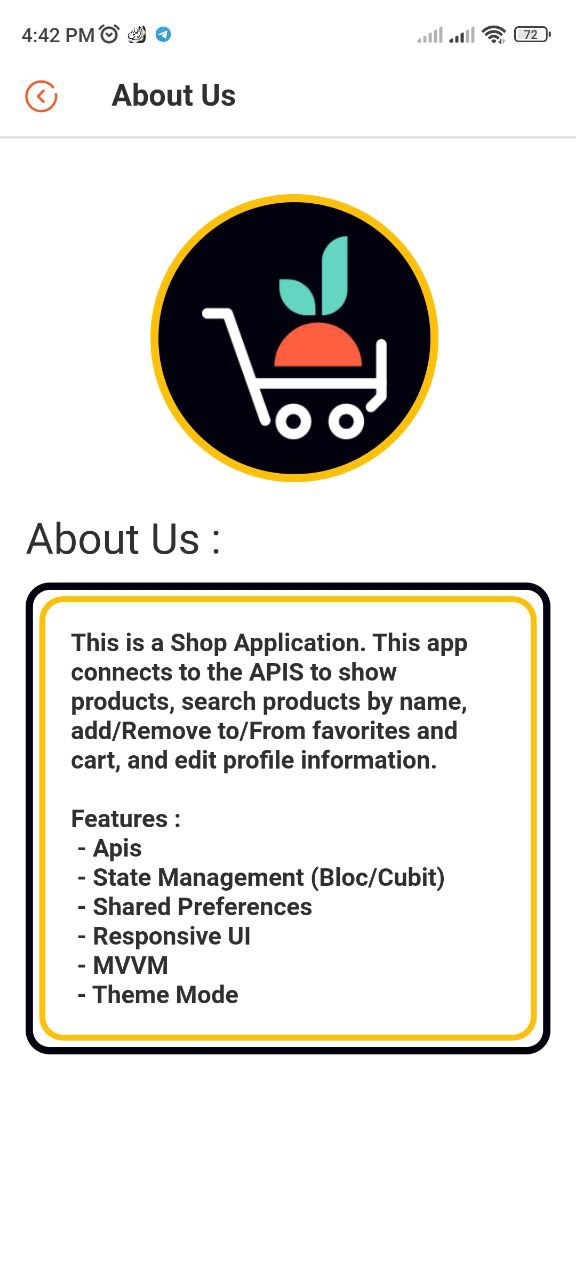 4:42 PM
72
About Us
About Us :
This is a Shop Application. This app
connects to the APIS to show
products, search products by name,
add/Remove to/From favorites and
cart, and edit profile information.
Features :
- Apis
- State Management (Bloc/Cubit)
- Shared Preferences
- Responsive UI
- MVVM
- Theme Mode